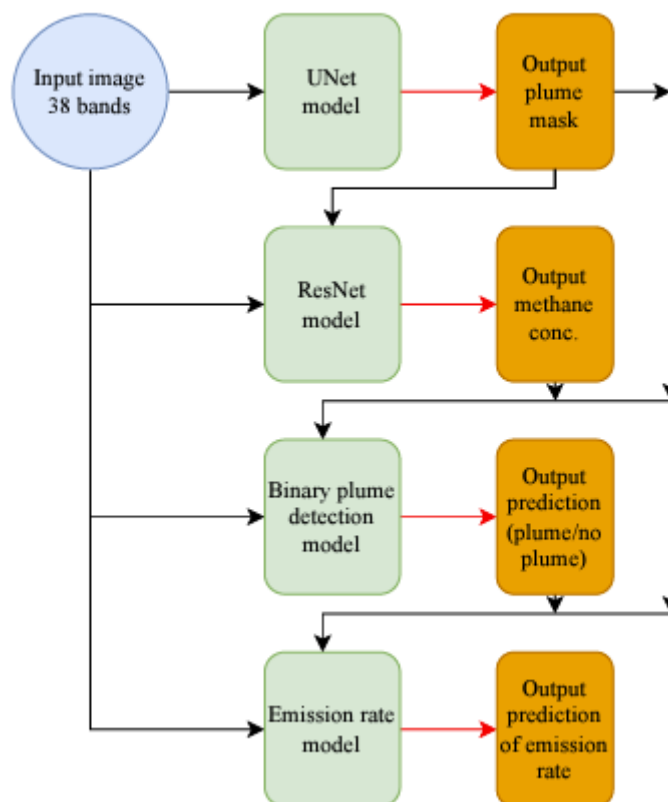 Input image
38 bands
UNet
model
Output
plume
mask
ResNet
model
Output
methane
conc.
Binary plume
detection
model
Output
prediction
(plume/no
plume)
Emission rate
model
Output
prediction
of emission
rate